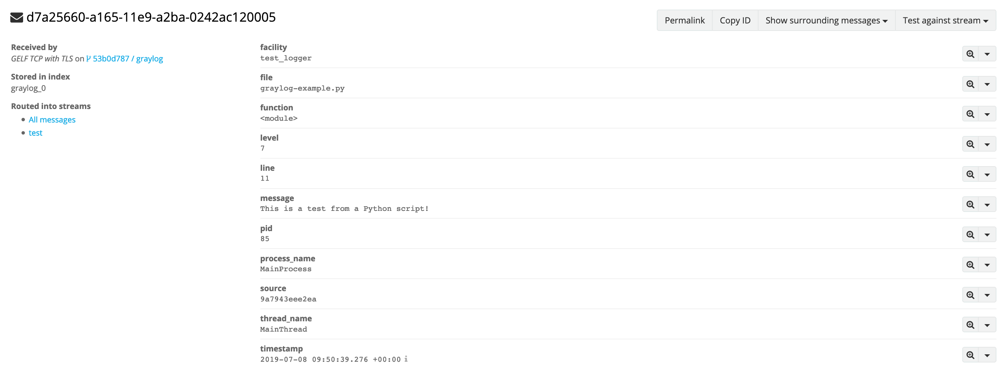 d7a25660-a165-11e9-a2ba-0242ac120005
Permalink
Copy ID
Show surrounding messages
Test against stream
Received by
GELF TCP with TLS on 53b0d787 / graylog
Stored in index
graylog_0
Routed into streams
All messages
test
facility
test_logger
file
graylog-example.py
function
<module>
level
7
line
11
message
This is a test from a Python script!
pid
85
process_name
MainProcess
source
9a7943eee2ea
thread_name
MainThread
timestamp
2019-07-08 09:50:39.276 +00:00